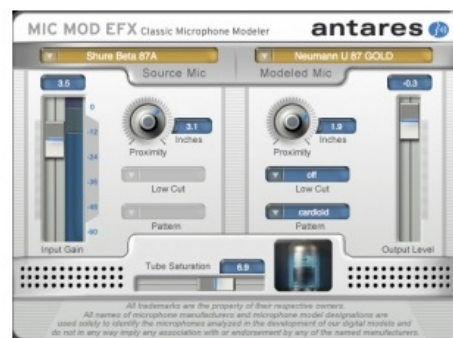 MIC MOD EFX Classic Microphone Modeler
antares
Shure Beta 87A
Neumann U 87 GOLD
Source Mic
Modeled Mic
3.5
-0.3
0
-12
-24
-36
-48
-60
3.1
Inches
Proximity
1.9
Inches
Proximity
Low Cut
off
Low Cut
Pattern
cardioid
Pattern
Input Gain
Output Level
Tube Saturation
6.9
All trademarks are the property of their respective owners.
All names of microphone manufacturers and microphone model designations are
used solely to identify the microphones analyzed in the development of our digital models and
do not in any way imply any association with or endorsement by any of the named manufacturers.